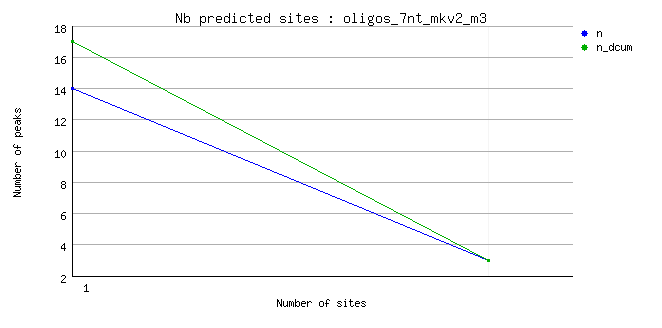 Nb predicted sites : oligos_7nt_mkv2_m3
n
n_dcum
18
16
14
12
10
8
6
4
2
Number of peaks
1
Number of sites